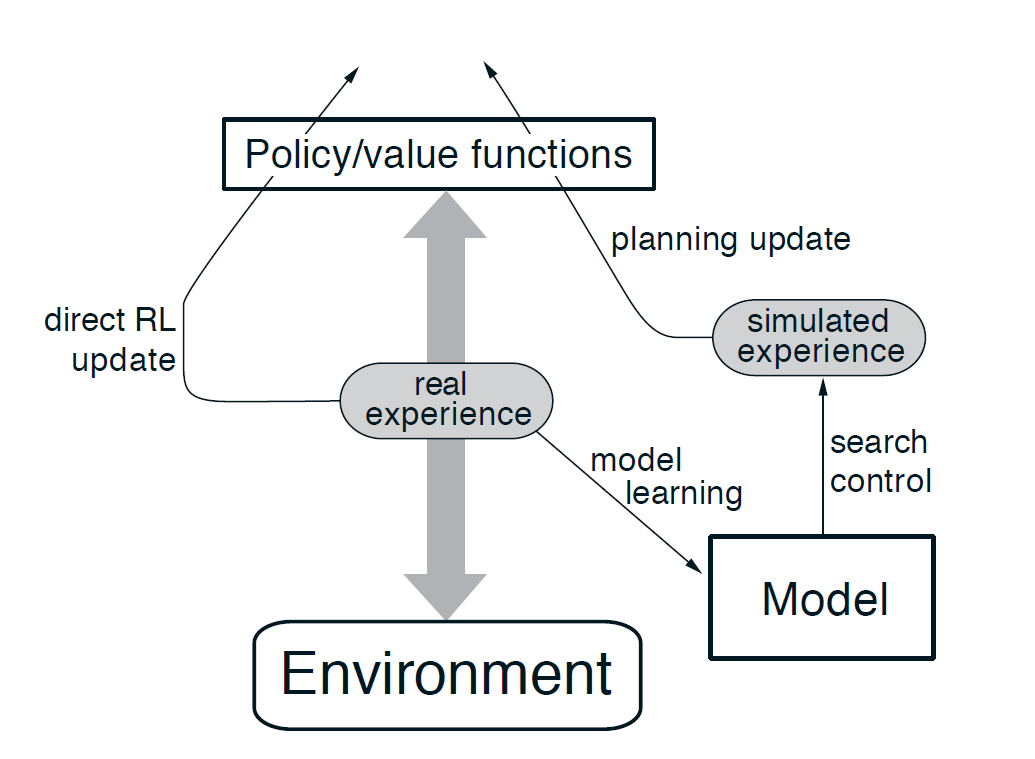 Policy/value functions
planning update
direct RL
update
simulated
experience
real
experience
model
learning
search
control
Model
Environment